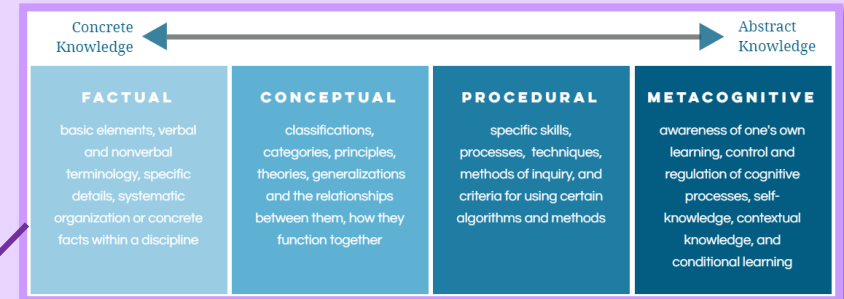 Concrete
Knowledge
Abstract
Knowledge
FACTUAL
basic elements, verbal
and nonverbal
terminology, specific
details, systematic
organization or concrete
facts within a discipline
CONCEPTUAL
classifications,
categories, principles,
theories, generalizations
and the relationships
between them, how they
function together
PROCEDURAL
specific skills,
processes, techniques,
methods of inquiry, and
criteria for using certain
algorithms and methods
METACOGNITIVE
awareness of one's own
learning, control and
regulation of cognitive
processes, self-
knowledge, contextual
knowledge, and
conditional learning